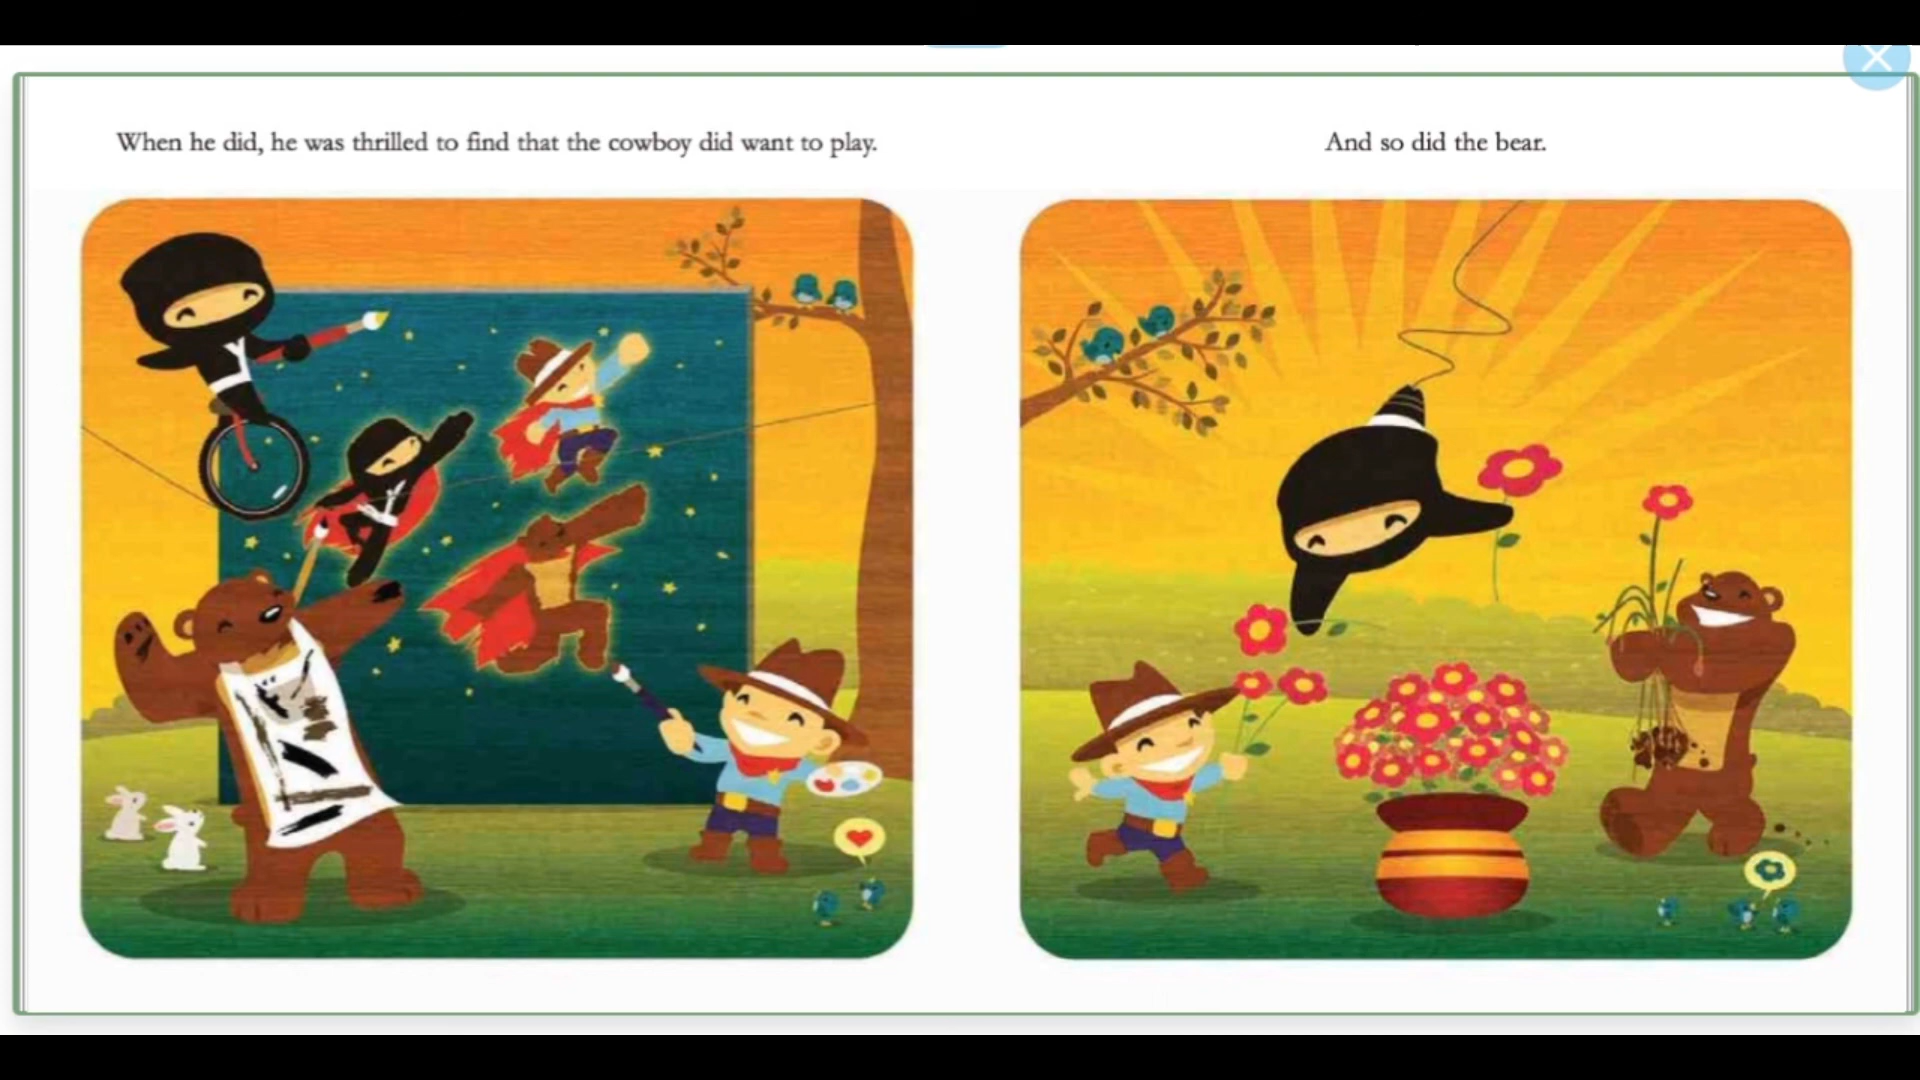 When he did, he was thrilled to find that the cowboy did want to play.
And so did the bear.